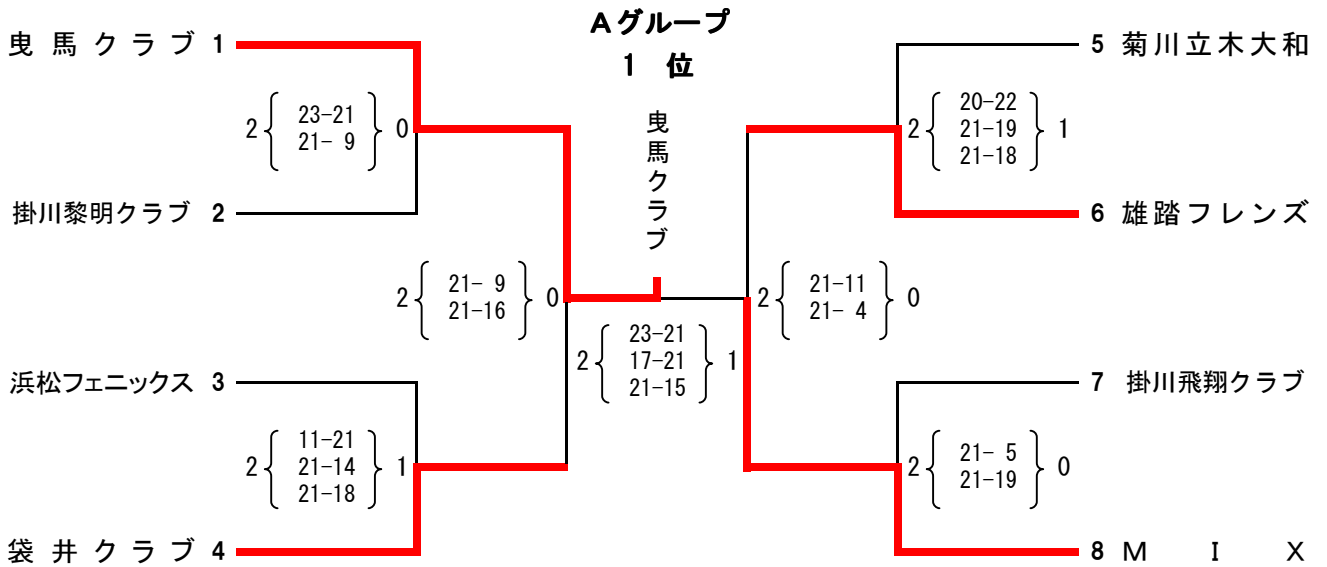 Aグループ
1 位
曳馬クラブ
曳馬クラブ 1
2 { 23-21 } 0
21- 9
掛川黎明クラブ 2
2 { 21- 9 } 0
21-16
浜松フェニックス 3
2 { 11-21 } 1
21-14
21-18
袋井クラブ 4
2 { 23-21 } 1
17-21
21-15
5 菊川立木大和
2 { 20-22 } 1
21-19
21-18
6 雄踏フレンズ
2 { 21-11 } 0
21- 4
7 掛川飛翔クラブ
2 { 21- 5 } 0
21-19
8 M I X